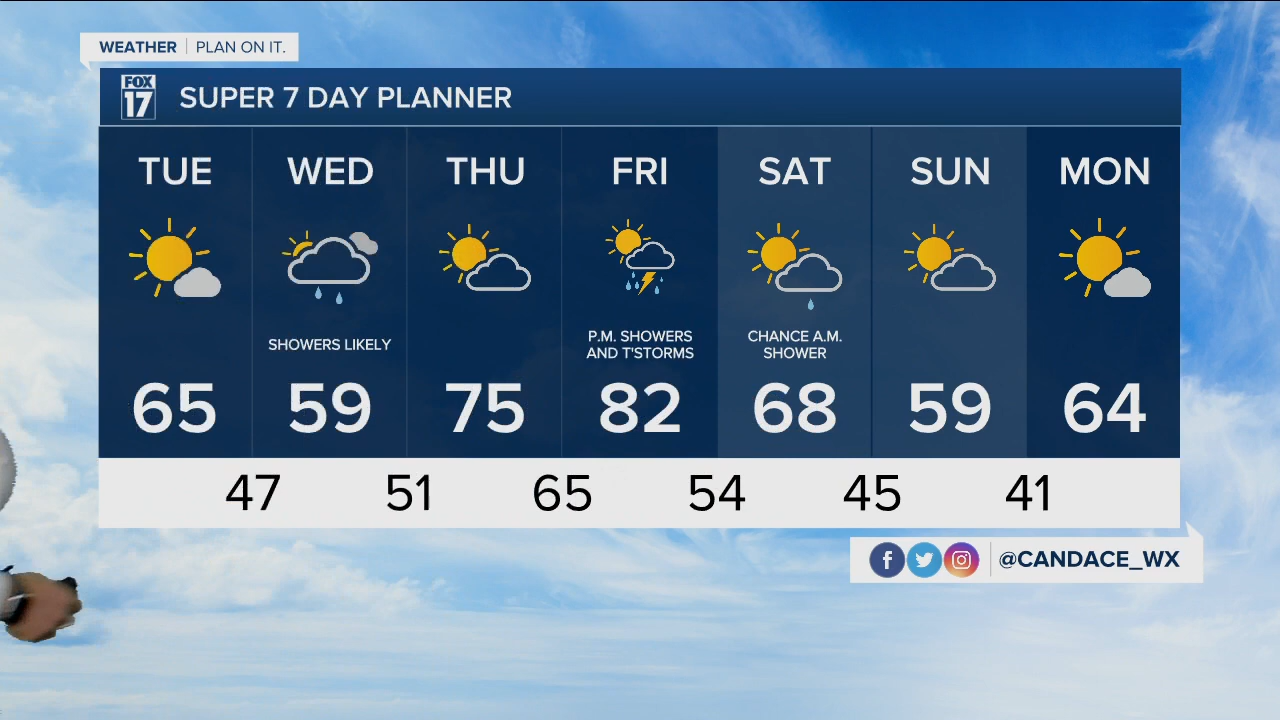 WEATHER | PLAN ON IT.
FOX 17
SUPER 7 DAY PLANNER
TUE WED THU FRI SAT SUN MON
SHOWERS LIKELY
P.M. SHOWERS
AND T'STORMS
CHANCE A.M.
SHOWER
65 59 75 82 68 59 64
47 51 65 54 45 41
@CANDACE_WX